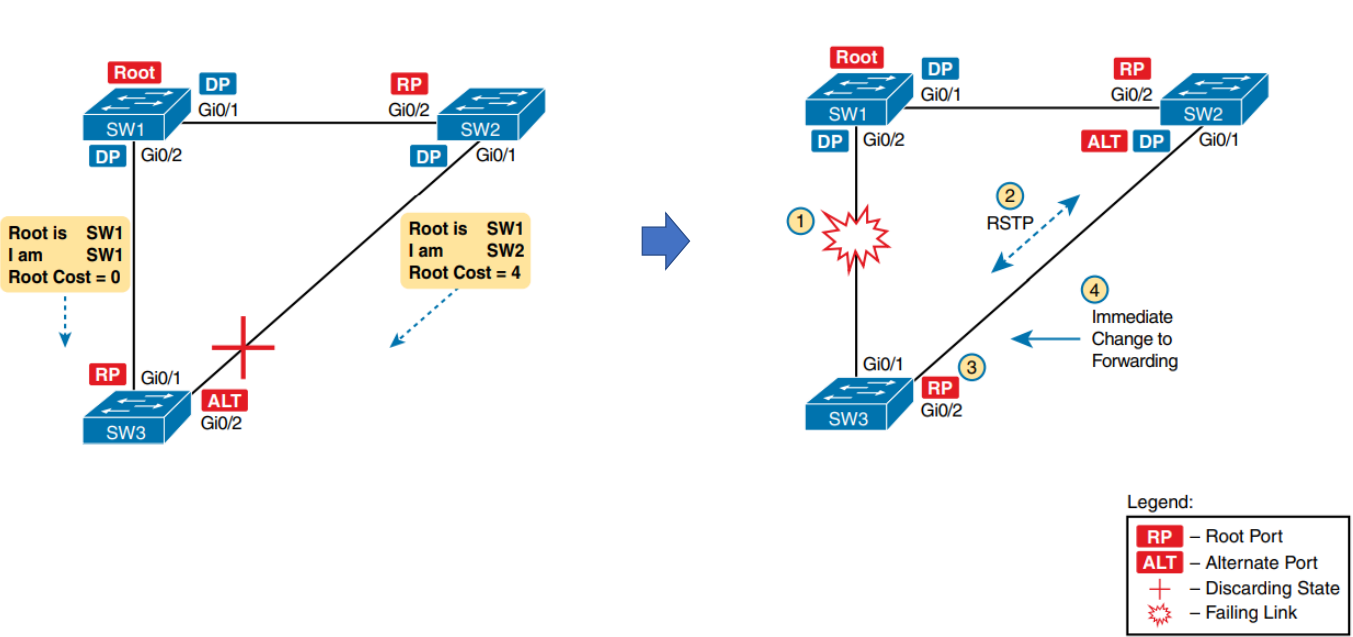 Root
DP
Gi0/1
RP
Gi0/2
SW1
SW2
DP
Gi0/2
DP
Gi0/1
Root is SW1
I am SW1
Root Cost = 0
Root is SW1
I am SW2
Root Cost = 4
RP
Gi0/1
ALT
Gi0/2
SW3
Root
DP
Gi0/1
RP
Gi0/2
SW1
SW2
DP
Gi0/2
ALT
DP
Gi0/1
1
2
RSTP
4
Immediate
Change to
Forwarding
Gi0/1
3
RP
Gi0/2
SW3
Legend:
RP – Root Port
ALT – Alternate Port
– Discarding State
– Failing Link